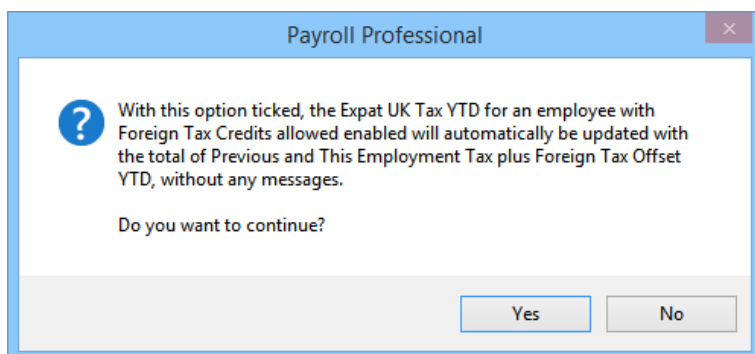 Payroll Professional
With this option ticked, the Expat UK Tax YTD for an employee with
Foreign Tax Credits allowed enabled will automatically be updated with
the total of Previous and This Employment Tax plus Foreign Tax Offset
YTD, without any messages.
Do you want to continue?
Yes No